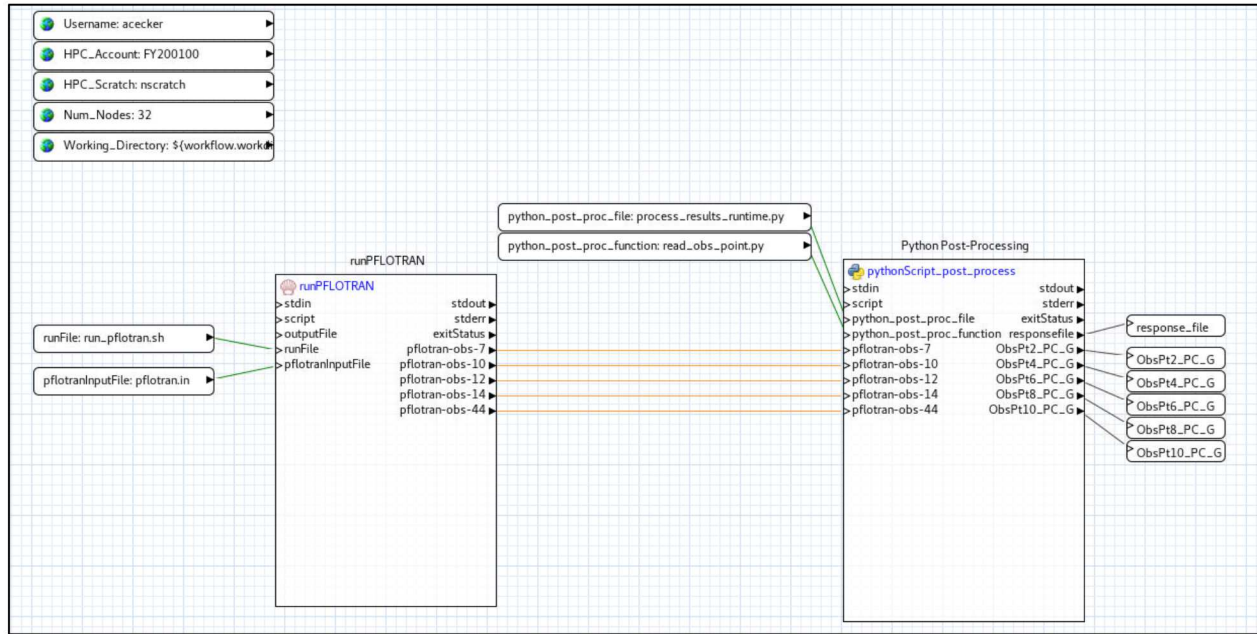 Username: acecker
HPC_Account: FY200100
HPC_Scratch: nscratch
Num_Nodes: 32
Working_Directory: ${workflow.workdi
python_post_proc_file: process_results_runtime.py
python_post_proc_function: read_obs_point.py
runFile: run_pflotran.sh
pflotranInputFile: pflotran.in
runPFLOTRAN
runPFLOTRAN
>stdin stdout
>script stderr
>outputFile exitStatus
>runFile pflotran-obs-7
>pflotranInputFile pflotran-obs-10
pflotran-obs-12
pflotran-obs-14
pflotran-obs-44
Python Post-Processing
pythonScript_post_process
>stdin stdout
>script stderr
>python_post_proc_file exitStatus
>python_post_proc_function responsefile
>pflotran-obs-7 ObsPt2_PC_G
>pflotran-obs-10 ObsPt4_PC_G
>pflotran-obs-12 ObsPt6_PC_G
>pflotran-obs-14 ObsPt8_PC_G
>pflotran-obs-44 ObsPt10_PC_G
response_file
ObsPt2_PC_G
ObsPt4_PC_G
ObsPt6_PC_G
ObsPt8_PC_G
ObsPt10_PC_G